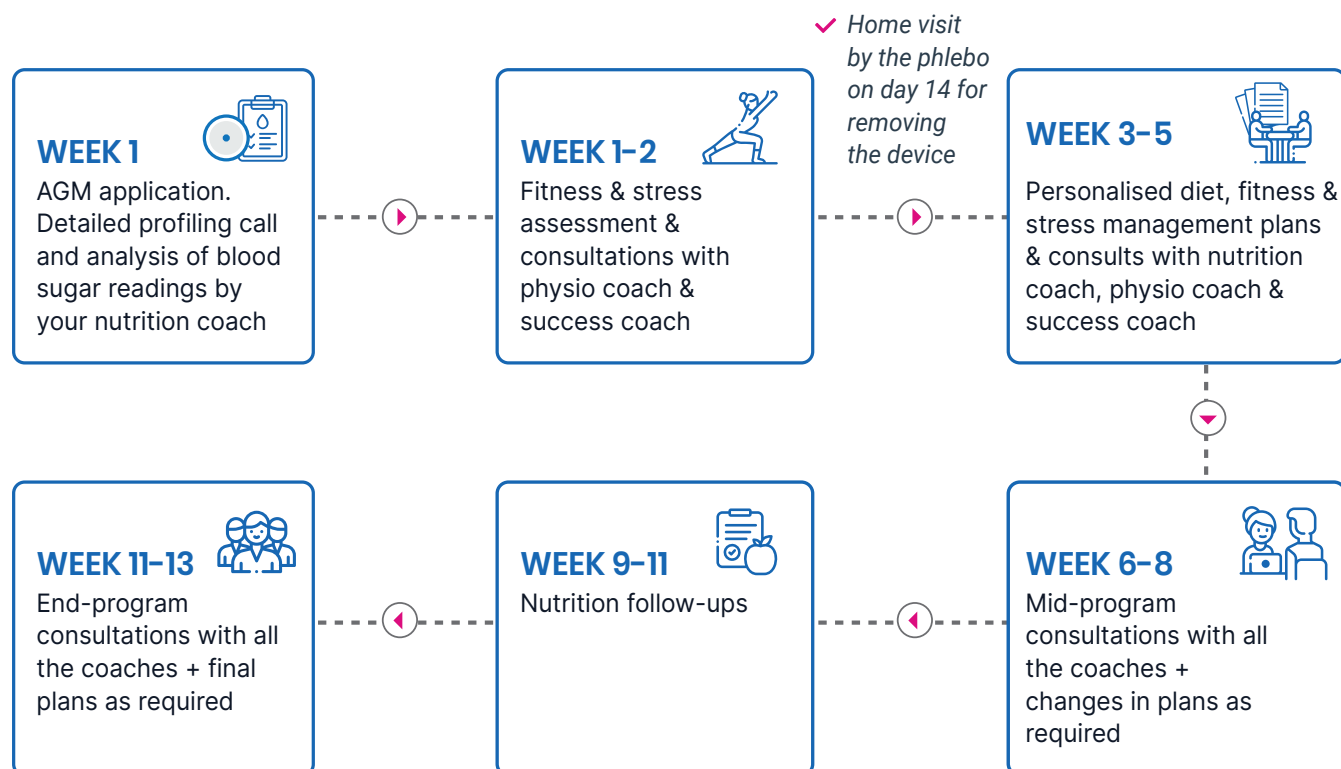 WEEK 1
AGM application.
Detailed profiling call
and analysis of blood
sugar readings by
your nutrition coach
WEEK 1-2
Fitness & stress
assessment &
consultations with
physio coach &
success coach
Home visit
by the phlebo
on day 14 for
removing
the device
WEEK 3-5
Personalised diet, fitness &
stress management plans
& consults with nutrition
coach, physio coach &
success coach
WEEK 6-8
Mid-program
consultations with all
the coaches +
changes in plans as
required
WEEK 9-11
Nutrition follow-ups
WEEK 11-13
End-program
consultations with all
the coaches + final
plans as required